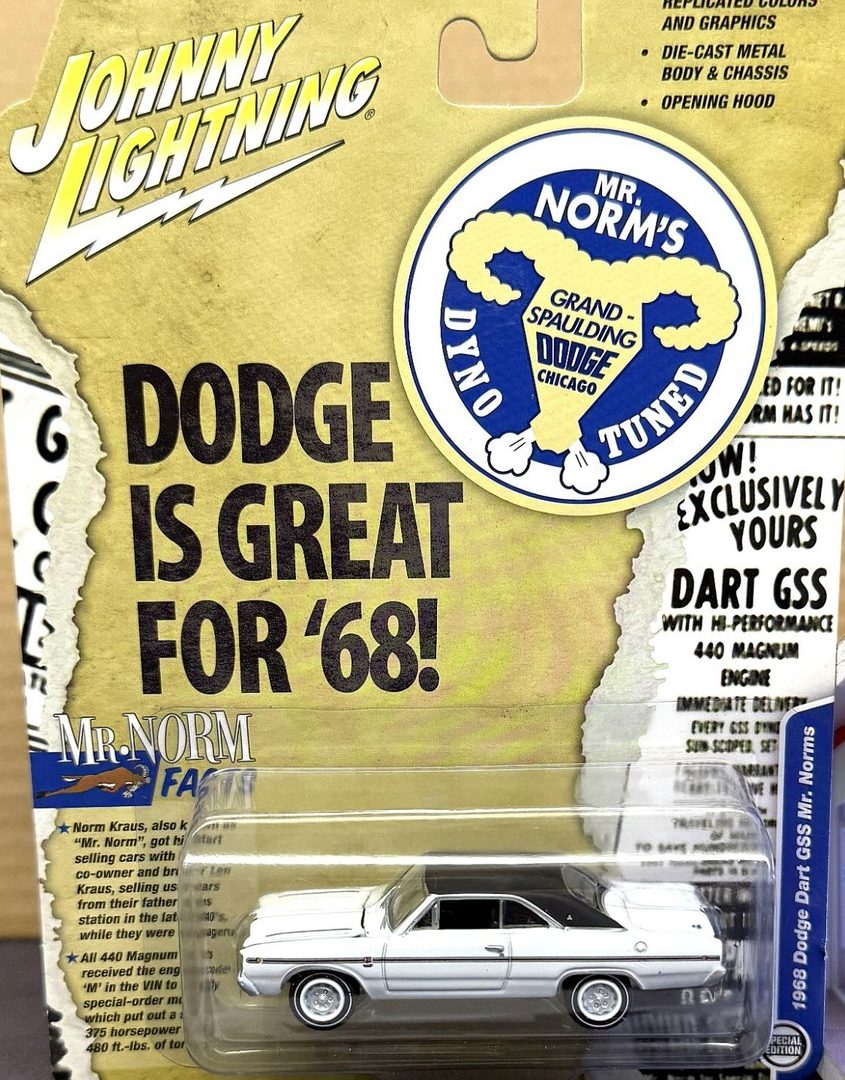 REPLICATED COLORS
AND GRAPHICS
• DIE-CAST METAL
BODY & CHASSIS
• OPENING HOOD
JOHNNY
LIGHTNING®
MR.
NORM'S
GRAND-
SPAULDING
DODGE
CHICAGO
DYNO
TUNED
DODGE
IS GREAT
FOR '68!
ED FOR IT!
RM HAS IT!
EXCLUSIVELY
YOURS
DART GSS
WITH HI-PERFORMANCE
440 MAGNUM
ENGINE
IMMEDIATE DELIVERY
EVERY GSS
MR. NORM
FACTS
★ Norm Kraus, also
"Mr. Norm", got
selling cars with
co-owner and
Kraus, selling
from their father
station in the
while they were
★ All 440 Magnum
received the
'M' in the VIN to
special-order
which put out a
375 horsepower
480 ft.-lbs. of
1968 Dodge Dart GSS Mr. Norms
SPECIAL
EDITION